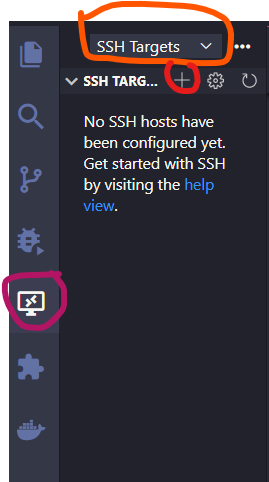 SSH Targets
SSH TARG...
No SSH hosts have
been configured yet.
Get started with SSH
by visiting the help
view.